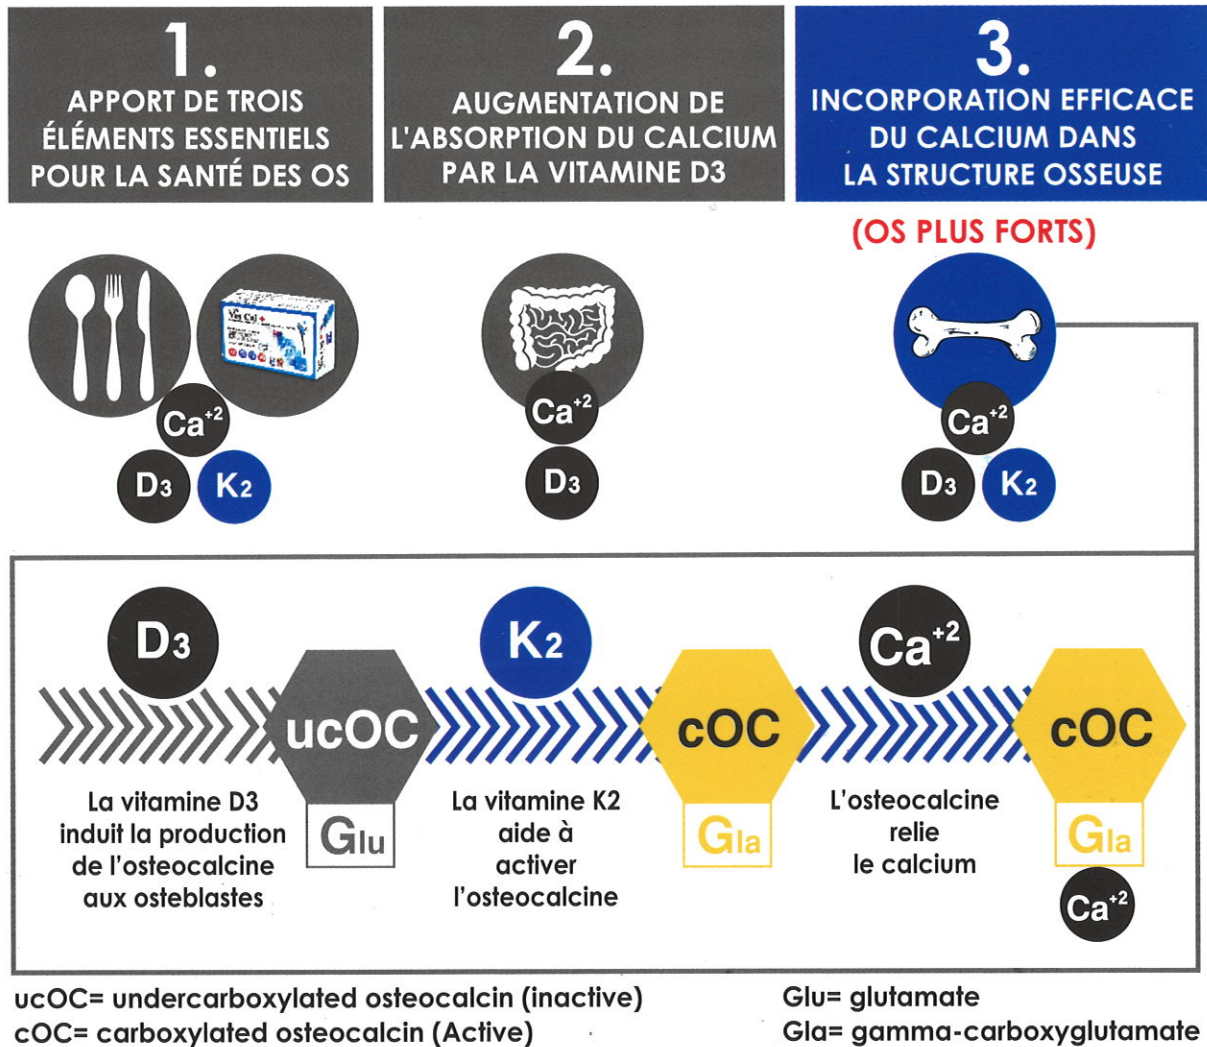 1.
APPORT DE TROIS
ÉLÉMENTS ESSENTIELS
POUR LA SANTÉ DES OS
2.
AUGMENTATION DE
L'ABSORPTION DU CALCIUM
PAR LA VITAMINE D3
3.
INCORPORATION EFFICACE
DU CALCIUM DANS
LA STRUCTURE OSSEUSE
(OS PLUS FORTS)
Ca+2
D3
K2
Ca+2
D3
Ca+2
D3
K2
D3
ucOC
Glu
La vitamine D3
induit la production
de l'osteocalcine
aux osteblastes
K2
cOC
Gla
La vitamine K2
aide à
activer
l'osteocalcine
Ca+2
cOC
Gla
Ca+2
L'osteocalcine
relie
le calcium
ucOC= undercarboxylated osteocalcin (inactive)
cOC= carboxylated osteocalcin (Active)
Glu= glutamate
Gla= gamma-carboxyglutamate